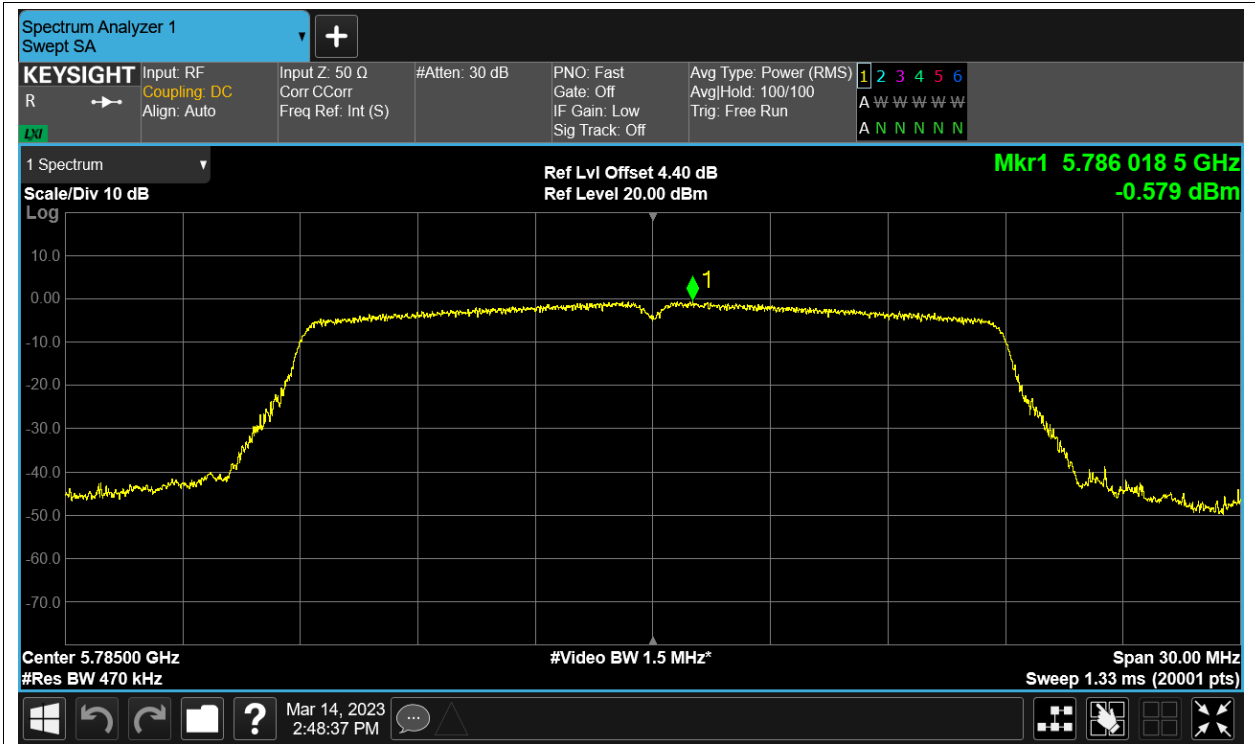 Spectrum Analyzer 1
Swept SA
KEYSIGHT
R
LXI
Input: RF
Coupling: DC
Align: Auto
Input Z: 50 Ω
Corr CCorr
Freq Ref: Int (S)
#Atten: 30 dB
PNO: Fast
Gate: Off
IF Gain: Low
Sig Track: Off
Avg Type: Power (RMS)
Avg|Hold: 100/100
Trig: Free Run
1 2 3 4 5 6
A W W W W W
A N N N N N
1 Spectrum
Scale/Div 10 dB
Log
Ref Lvl Offset 4.40 dB
Ref Level 20.00 dBm
Mkr1 5.786 018 5 GHz
-0.579 dBm
1
10.0
0.00
-10.0
-20.0
-30.0
-40.0
-50.0
-60.0
-70.0
Center 5.78500 GHz
#Res BW 470 kHz
#Video BW 1.5 MHz*
Span 30.00 MHz
Sweep 1.33 ms (20001 pts)
?
Mar 14, 2023
2:48:37 PM